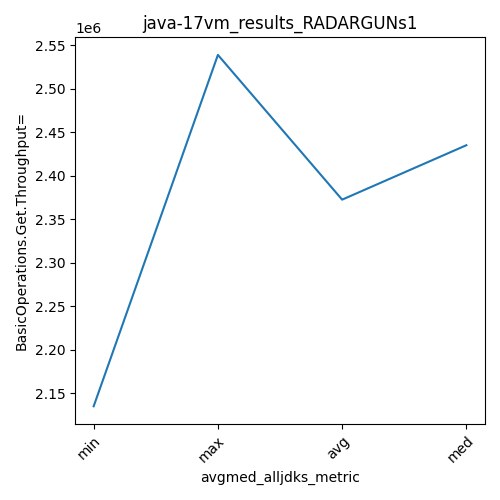 java-17vm_results_RADARGUNs1
1e6
2.55
2.50
2.45
2.40
2.35
2.30
2.25
2.20
2.15
BasicOperations.Get.Throughput=
min
max
avg
med
avgmed_alljdks_metric